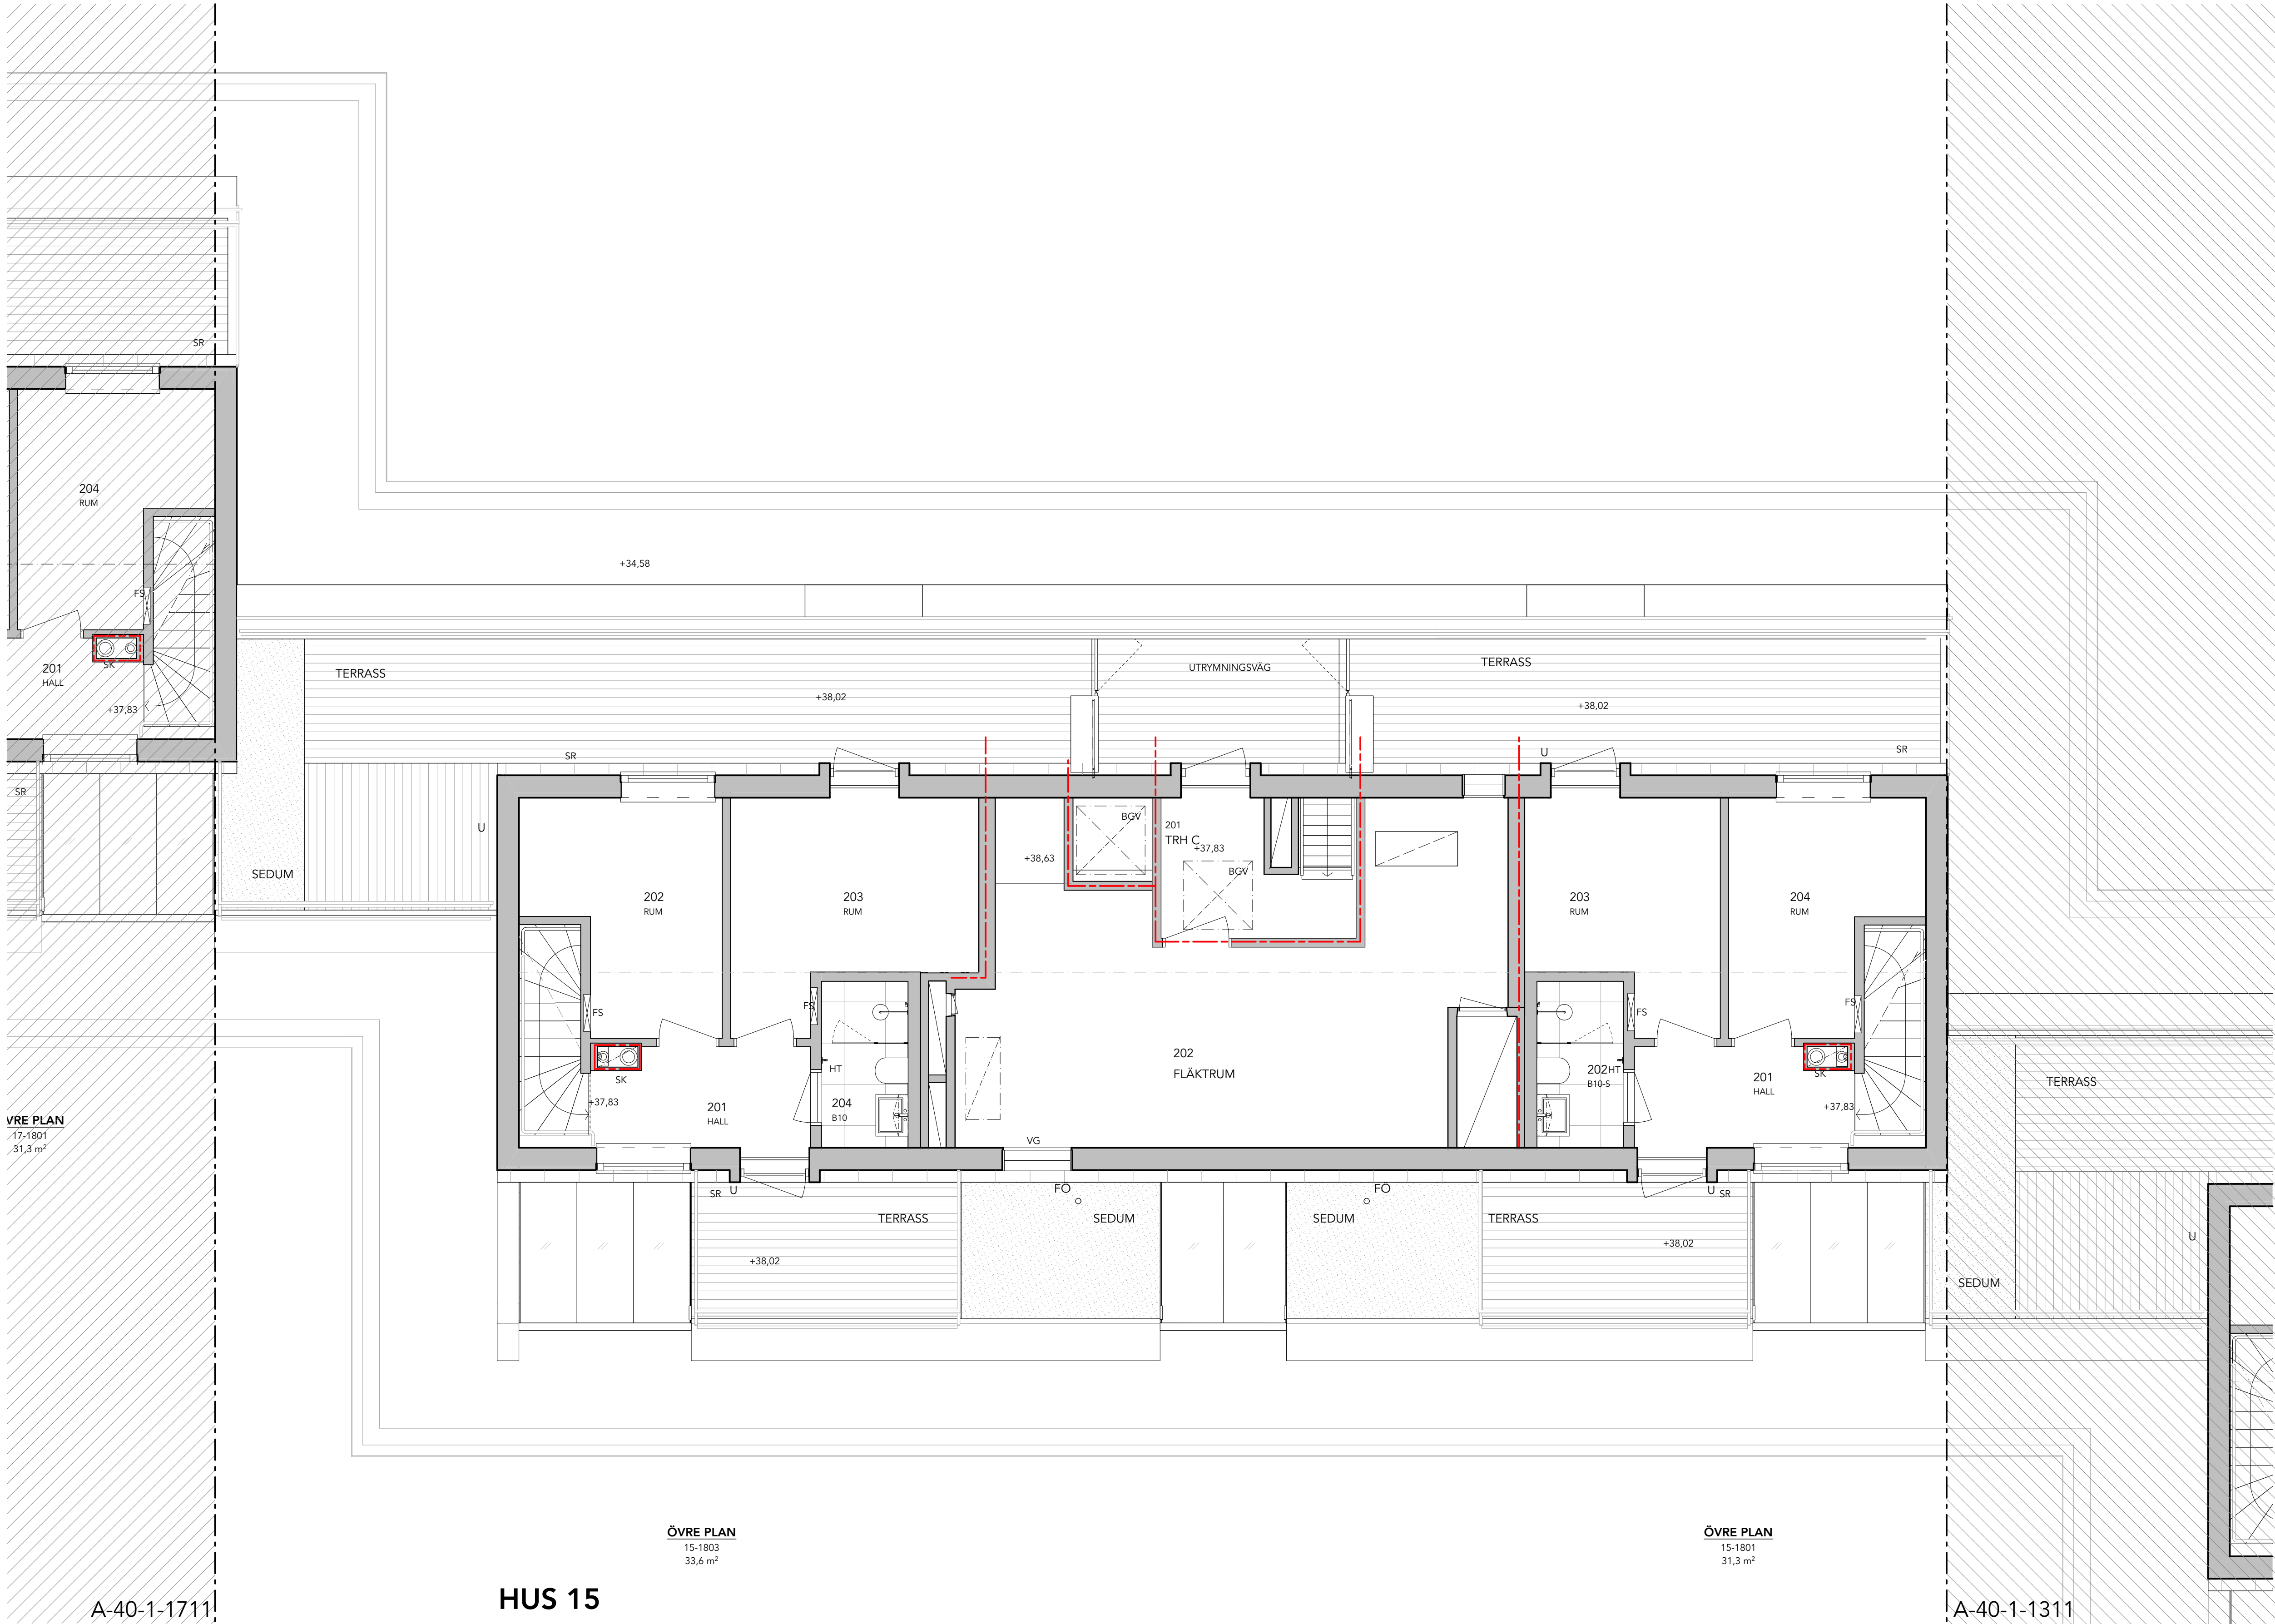 SR
204
RUM
FS
SK
201
HALL
+37,83
SR
+34,58
TERRASS
+38,02
UTRYMNINGSVÄG
TERRASS
+38,02
SR
U
SR
U
SEDUM
BGV
201
TRH C
+37,83
+38,63
BGV
202
RUM
203
RUM
203
RUM
204
RUM
FS
FS
FS
FS
SK
+37,83
201
HALL
HT
204
B10
202
FLÄKTRUM
202
HT
B10-S
201
HALL
SK
+37,83
TERRASS
VRE PLAN
17-1801
31,3 m²
VG
SR
U
FÖ
FÖ
U
SR
TERRASS
SEDUM
SEDUM
TERRASS
+38,02
+38,02
U
SEDUM
ÖVRE PLAN
15-1803
33,6 m²
ÖVRE PLAN
15-1801
31,3 m²
HUS 15
A-40-1-1711
A-40-1-1311